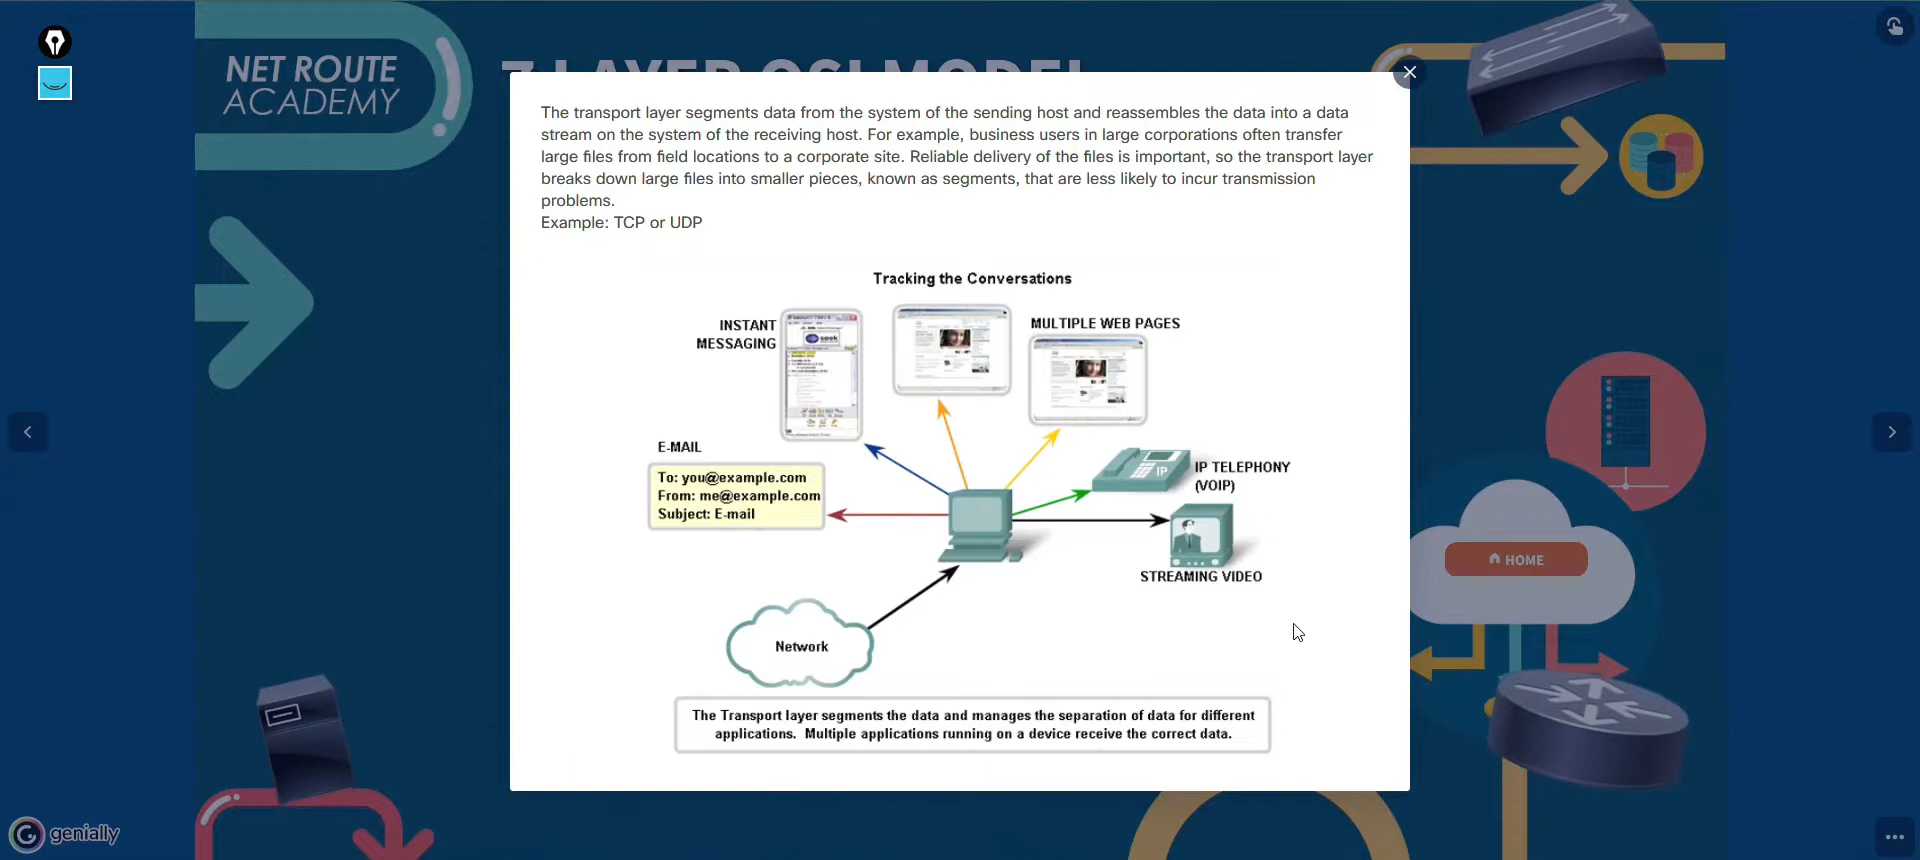 NET ROUTE
ACADEMY
7 LAYER OSI MODEL
The transport layer segments data from the system of the sending host and reassembles the data into a data
stream on the system of the receiving host. For example, business users in large corporations often transfer
large files from field locations to a corporate site. Reliable delivery of the files is important, so the transport layer
breaks down large files into smaller pieces, known as segments, that are less likely to incur transmission
problems.
Example: TCP or UDP
Tracking the Conversations
INSTANT
MESSAGING
MULTIPLE WEB PAGES
E-MAIL
To: you@example.com
From: me@example.com
Subject: E-mail
IP
IP TELEPHONY
(VOIP)
STREAMING VIDEO
Network
The Transport layer segments the data and manages the separation of data for different
applications. Multiple applications running on a device receive the correct data.
HOME
genially